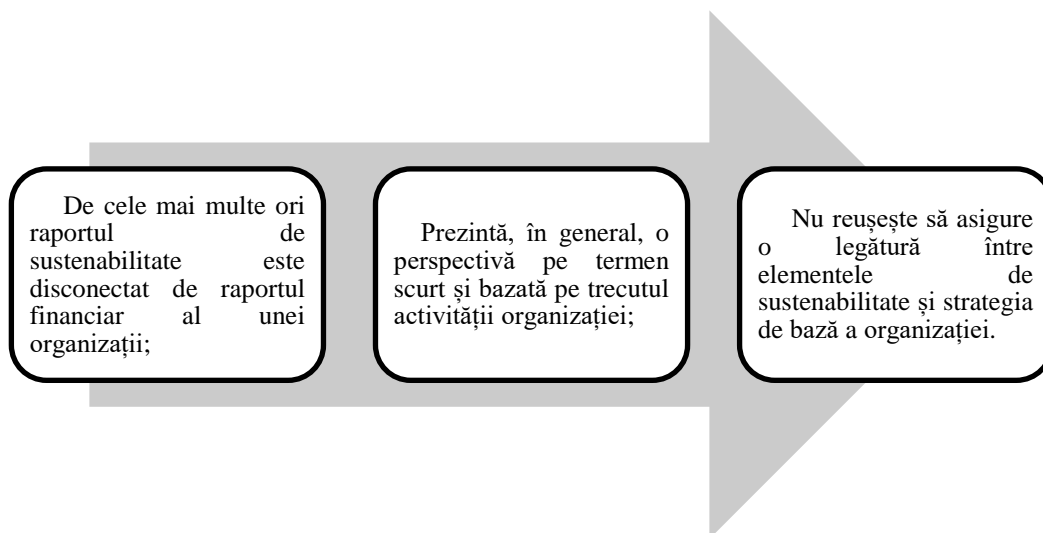 De cele mai multe ori
raportul de
sustenabilitate este
disconectat de raportul
financiar al unei
organizații;
Prezintă, în general, o
perspectivă pe termen
scurt și bazată pe trecutul
activității organizației;
Nu reușește să asigure
o legătură între
elementele de
sustenabilitate și strategia
de bază a organizației.